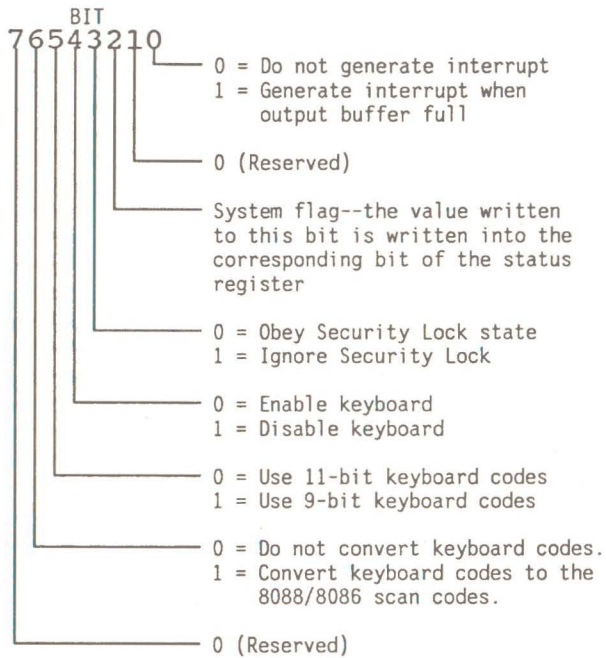 BIT
76543210
0 = Do not generate interrupt
1 = Generate interrupt when
output buffer full
0 (Reserved)
System flag--the value written
to this bit is written into the
corresponding bit of the status
register
0 = Obey Security Lock state
1 = Ignore Security Lock
0 = Enable keyboard
1 = Disable keyboard
0 = Use 11-bit keyboard codes
1 = Use 9-bit keyboard codes
0 = Do not convert keyboard codes.
1 = Convert keyboard codes to the
8088/8086 scan codes.
0 (Reserved)